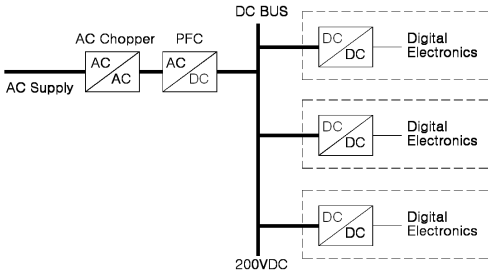 DC BUS
AC Chopper
PFC
AC
AC
AC
DC
AC Supply
DC
DC
Digital
Electronics
DC
DC
Digital
Electronics
DC
DC
Digital
Electronics
200VDC